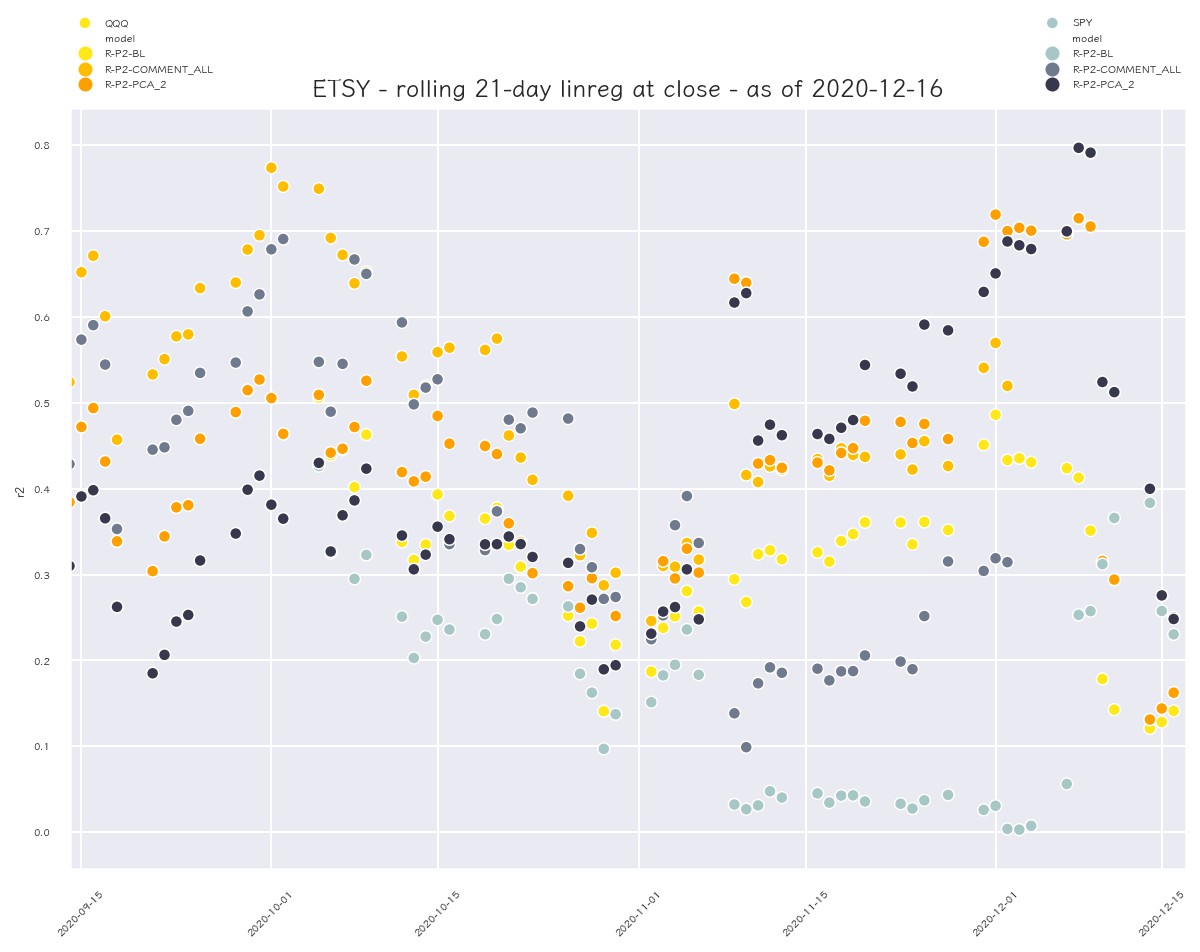 QQQ
model
R-P2-BL
R-P2-COMMENT_ALL
R-P2-PCA_2
SPY
model
R-P2-BL
R-P2-COMMENT_ALL
R-P2-PCA_2
ETSY - rolling 21-day linreg at close - as of 2020-12-16
0.8
0.7
0.6
0.5
0.4
0.3
0.2
0.1
0.0
r2
2020-09-15
2020-10-01
2020-10-15
2020-11-01
2020-11-15
2020-12-01
2020-12-15